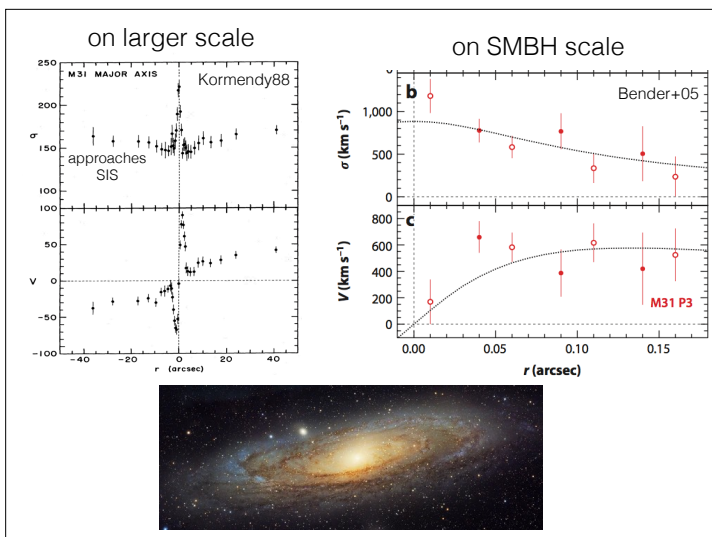 on larger scale
on SMBH scale
M31 MAJOR AXIS
Kormendy88
approaches
SIS
σ
250
200
150
100
100
50
0
-50
-100
V
-40
-20
0
20
40
r (arcsec)
b
Bender+05
σ (km s⁻¹)
1,000
500
0
c
V (km s⁻¹)
800
600
400
200
0
M31 P3
0.00
0.05
0.10
0.15
r (arcsec)